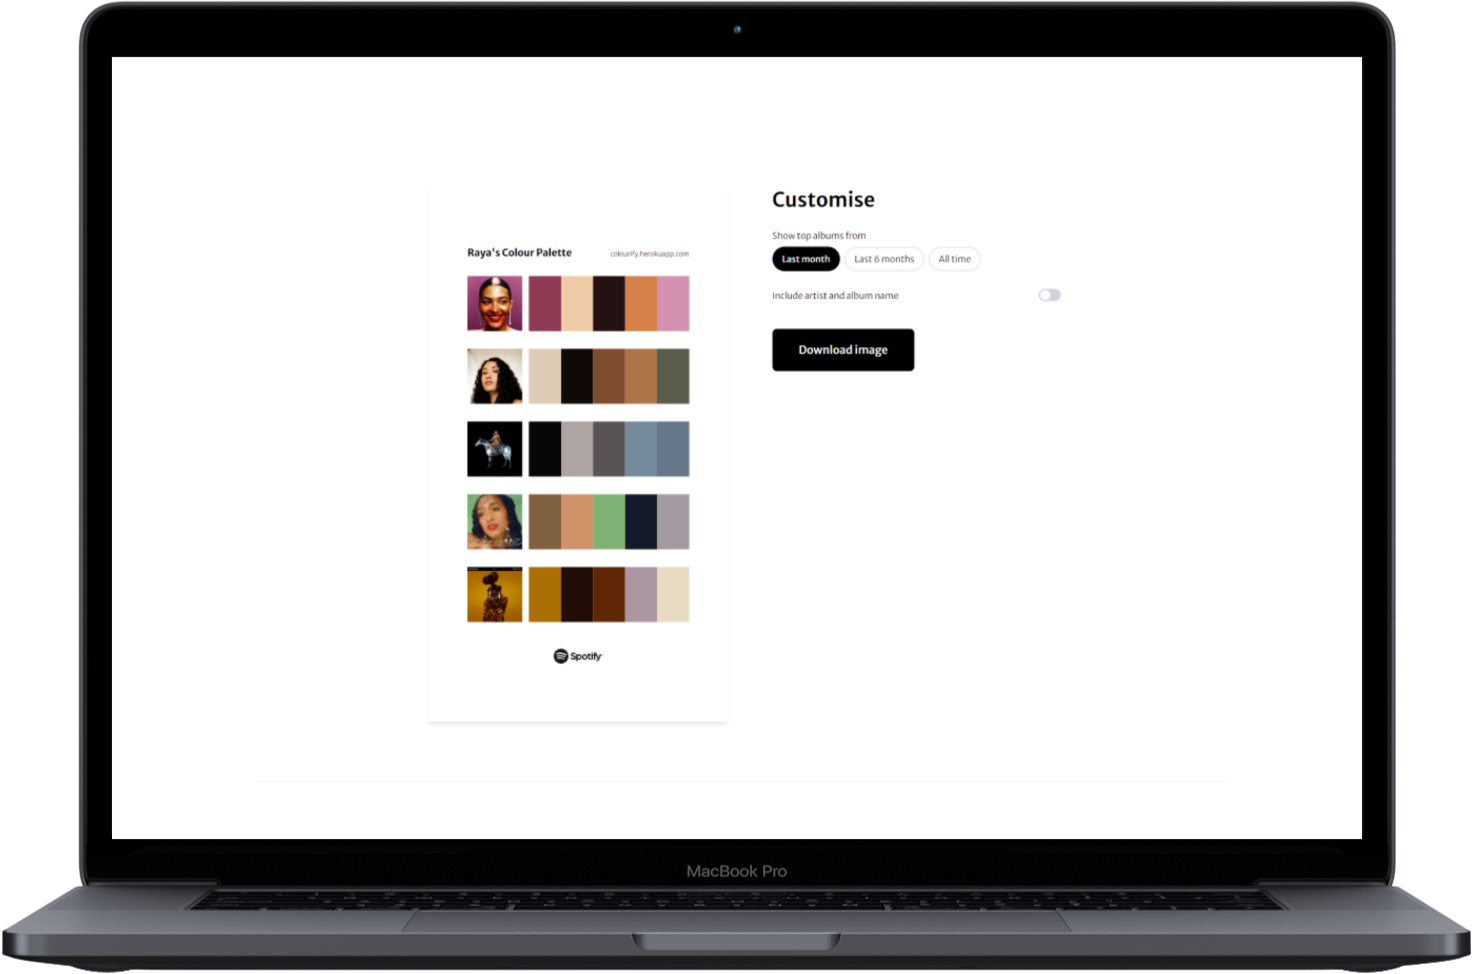 Raya's Colour Palette
colourify.herokuapp.com
Spotify
Customise
Show top albums from
Last month
Last 6 months
All time
Include artist and album name
Download image
MacBook Pro